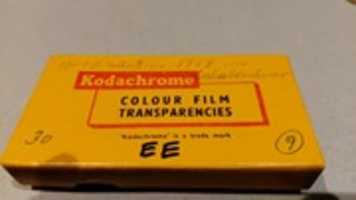 Kodachrome
COLOUR FILM
TRANSPARENCIES
'Kodachrome' is a trade mark
30
EE
9